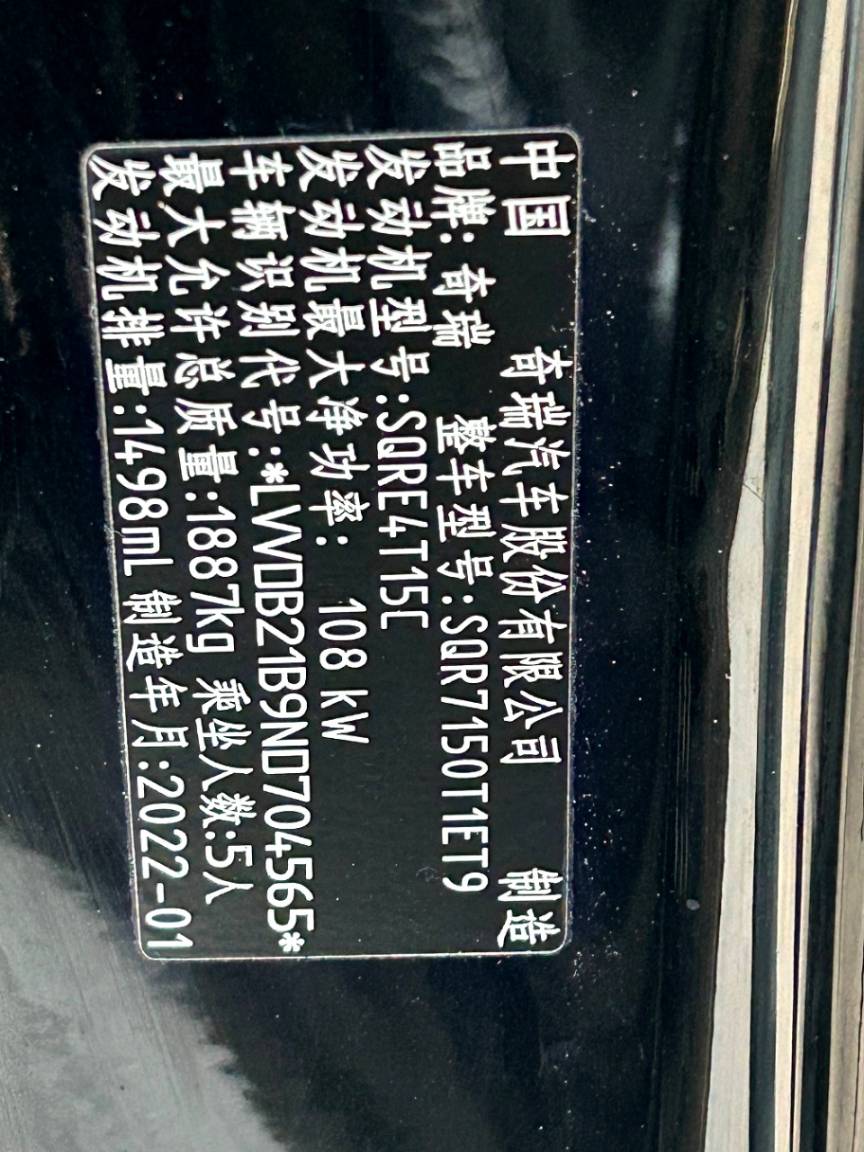 中国 奇瑞汽车股份有限公司 制造
品牌: 奇瑞 整车型号:SQR7150T1ET9
发动机型号:SQRE4T15C
发动机最大净功率: 108 kW
车辆识别代号:*LVVDB21B9ND704565*
最大允许总质量:1887kg 乘坐人数:5人
发动机排量:1498mL 制造年月:2022-01